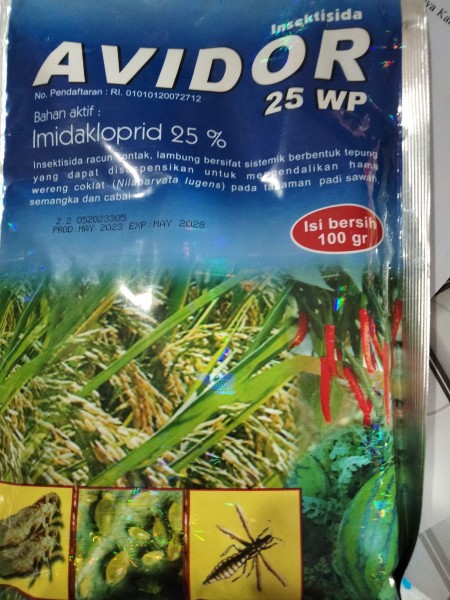 Insektisida
AVIDOR
25 WP
No. Pendaftaran : RI. 01010120072712
Bahan aktif :
Imidakloprid 25 %
Insektisida racun kontak, lambung bersifat sistemik berbentuk tepung
yang dapat disuspensikan untuk mengendalikan hama
wereng coklat (Nilaparvata lugens) pada tanaman padi sawah,
semangka dan cabai
2.2 052023305
PROD MAY 2023 EXP:MAY 2028
Isi bersih
100 gr